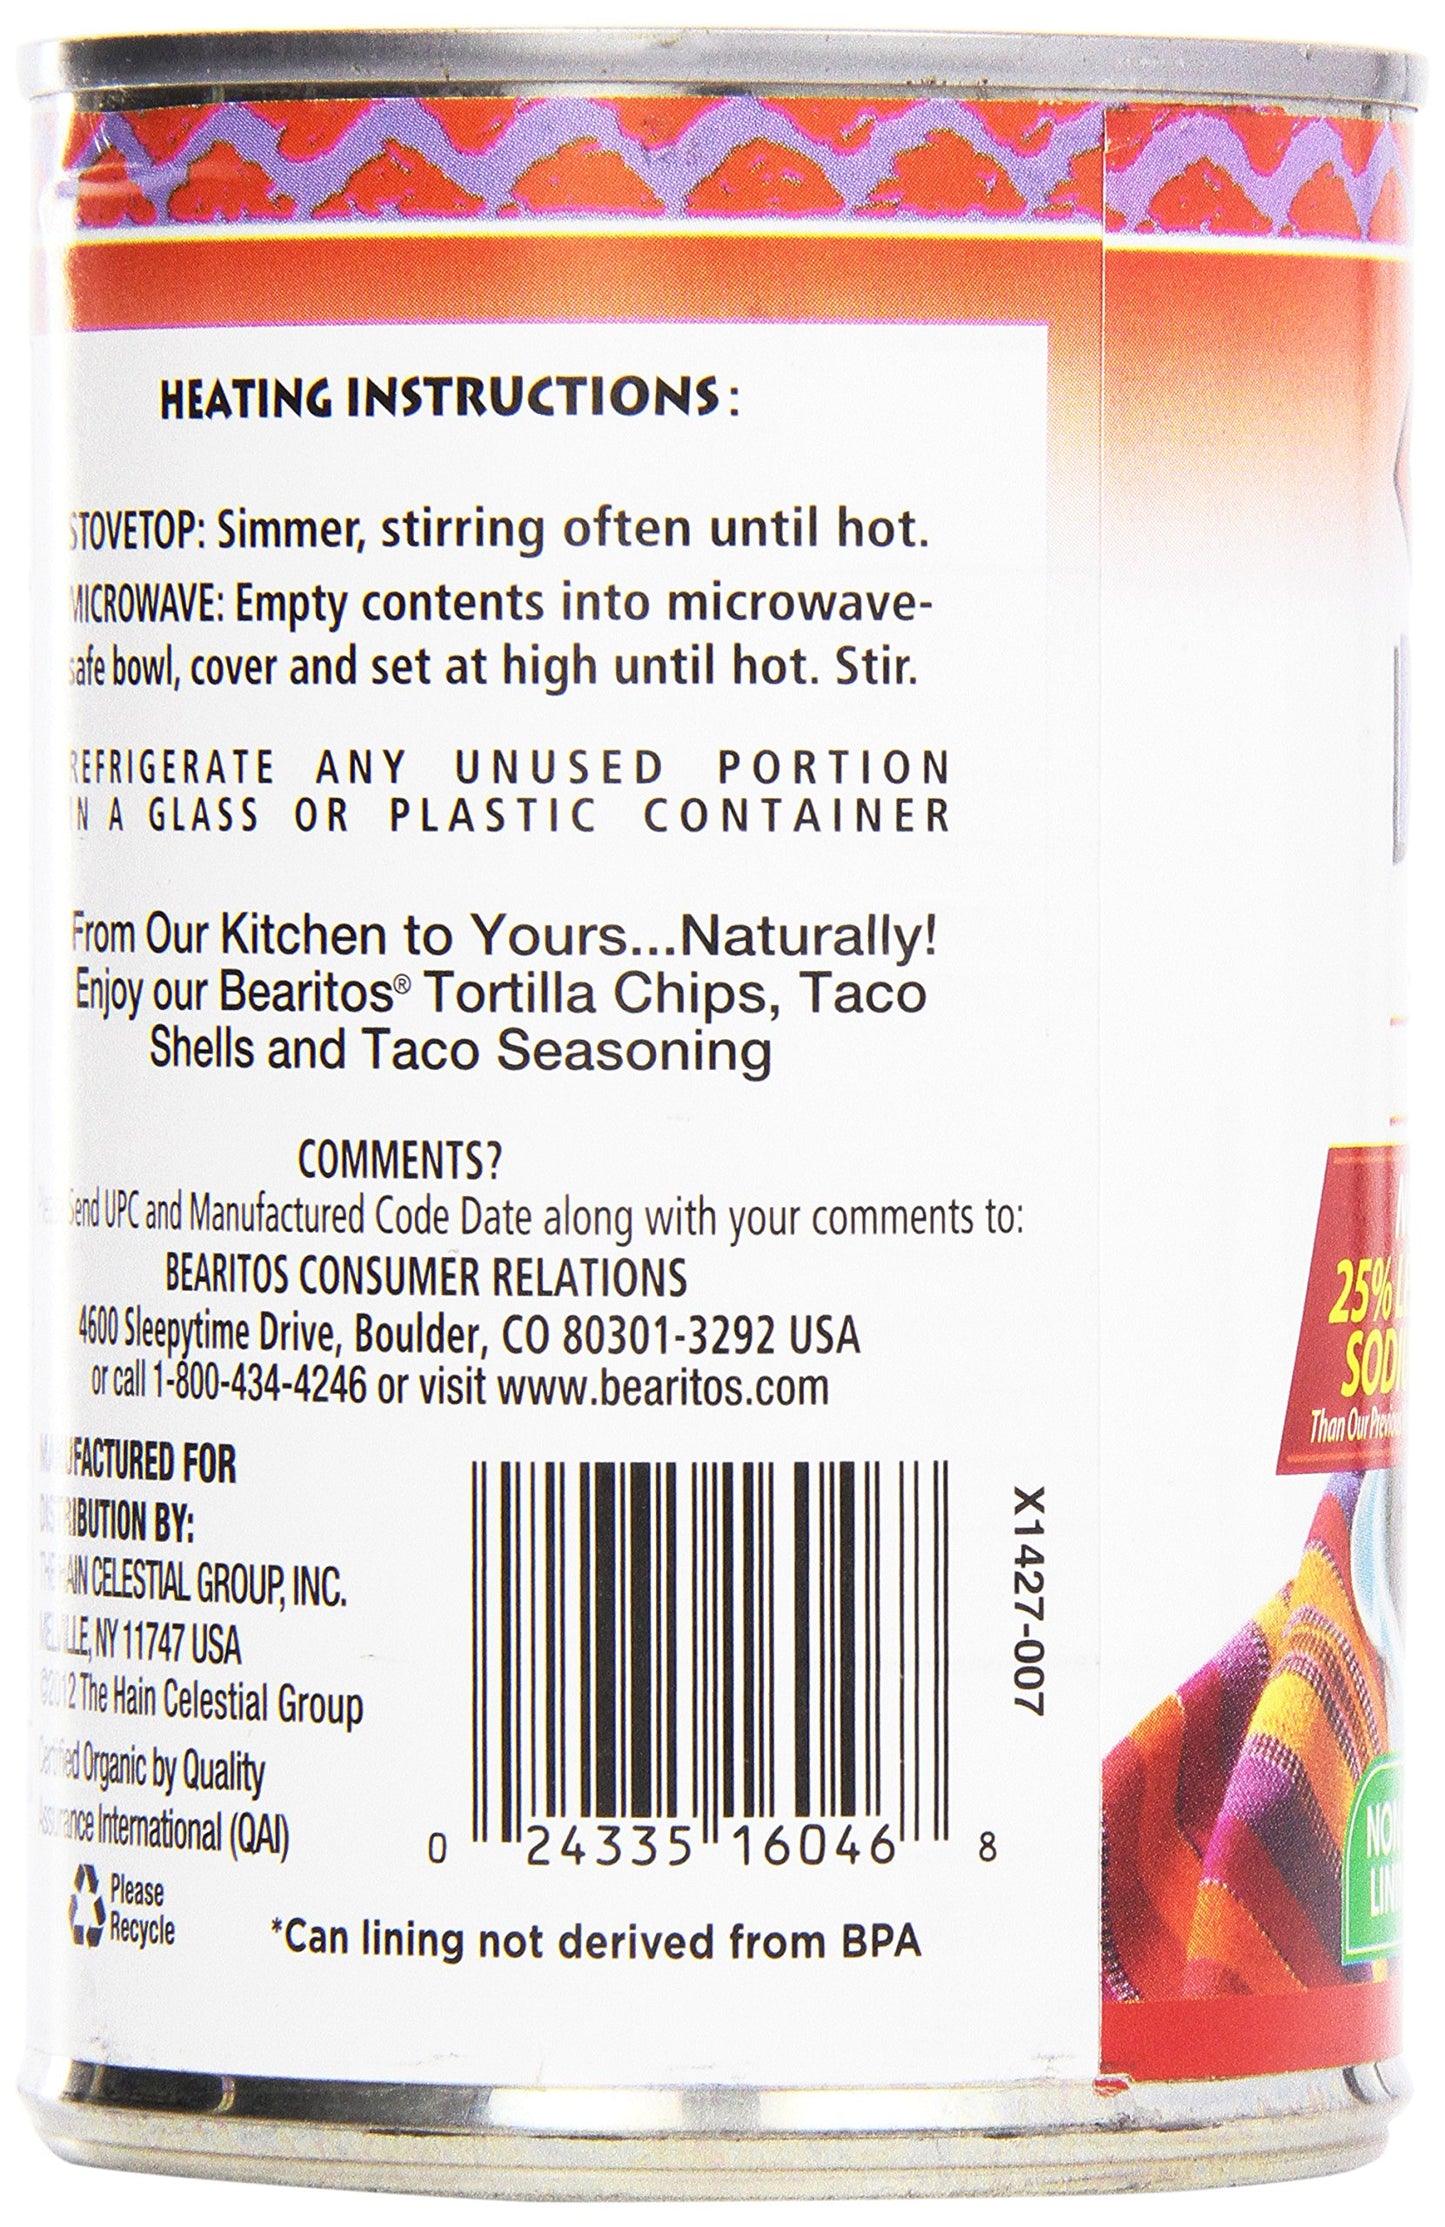 HEATING INSTRUCTIONS:
STOVETOP: Simmer, stirring often until hot.
MICROWAVE: Empty contents into microwave-
safe bowl, cover and set at high until hot. Stir.
REFRIGERATE ANY UNUSED PORTION
IN A GLASS OR PLASTIC CONTAINER
From Our Kitchen to Yours...Naturally!
Enjoy our Bearitos® Tortilla Chips, Taco
Shells and Taco Seasoning
COMMENTS?
Please Send UPC and Manufactured Code Date along with your comments to:
BEARITOS CONSUMER RELATIONS
4600 Sleepytime Drive, Boulder, CO 80301-3292 USA
or call 1-800-434-4246 or visit www.bearitos.com
MANUFACTURED FOR
DISTRIBUTION BY:
THE HAIN CELESTIAL GROUP, INC.
MELVILLE, NY 11747 USA
©2012 The Hain Celestial Group
Certified Organic by Quality
Assurance International (QAI)
Please
Recycle
0 24335 16046 8
X1427-007
*Can lining not derived from BPA
25%
Than Our